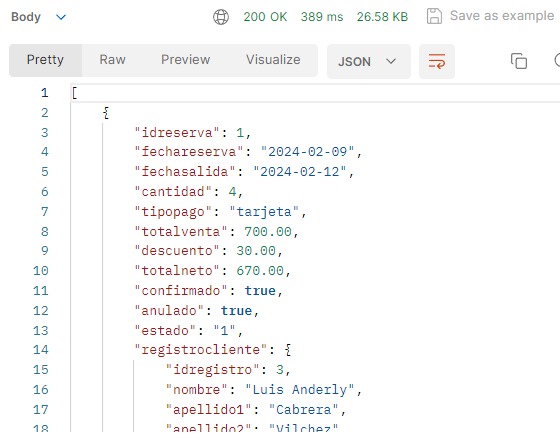 Body 200 OK 389 ms 26.58 KB Save as example
Pretty Raw Preview Visualize JSON
1 [
2 {
3 "idreserva": 1,
4 "fechareserva": "2024-02-09",
5 "fechasalida": "2024-02-12",
6 "cantidad": 4,
7 "tipopago": "tarjeta",
8 "totalventa": 700.00,
9 "descuento": 30.00,
10 "totalneto": 670.00,
11 "confirmado": true,
12 "anulado": true,
13 "estado": "1",
14 "registrocliente": {
15 "idregistro": 3,
16 "nombre": "Luis Anderly",
17 "apellido1": "Cabrera",
18 "apellido2": "Vilchez"